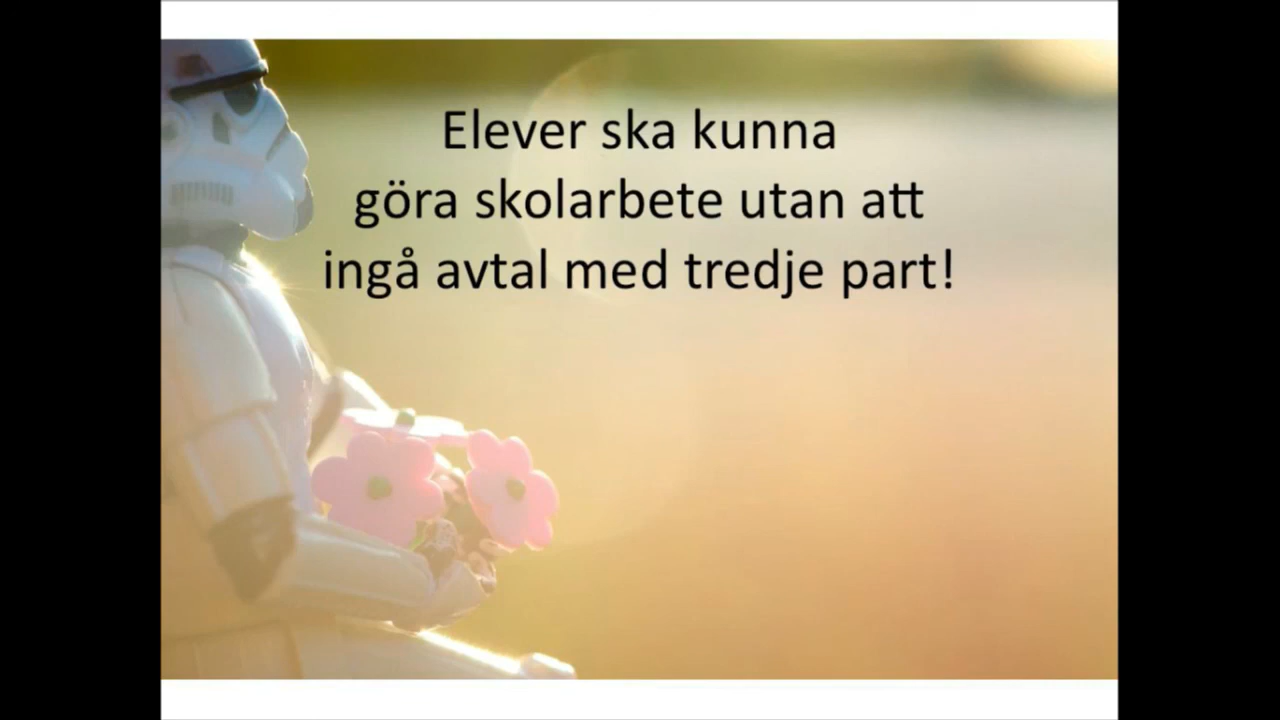 Elever ska kunna
göra skolarbete utan att
ingå avtal med tredje part!